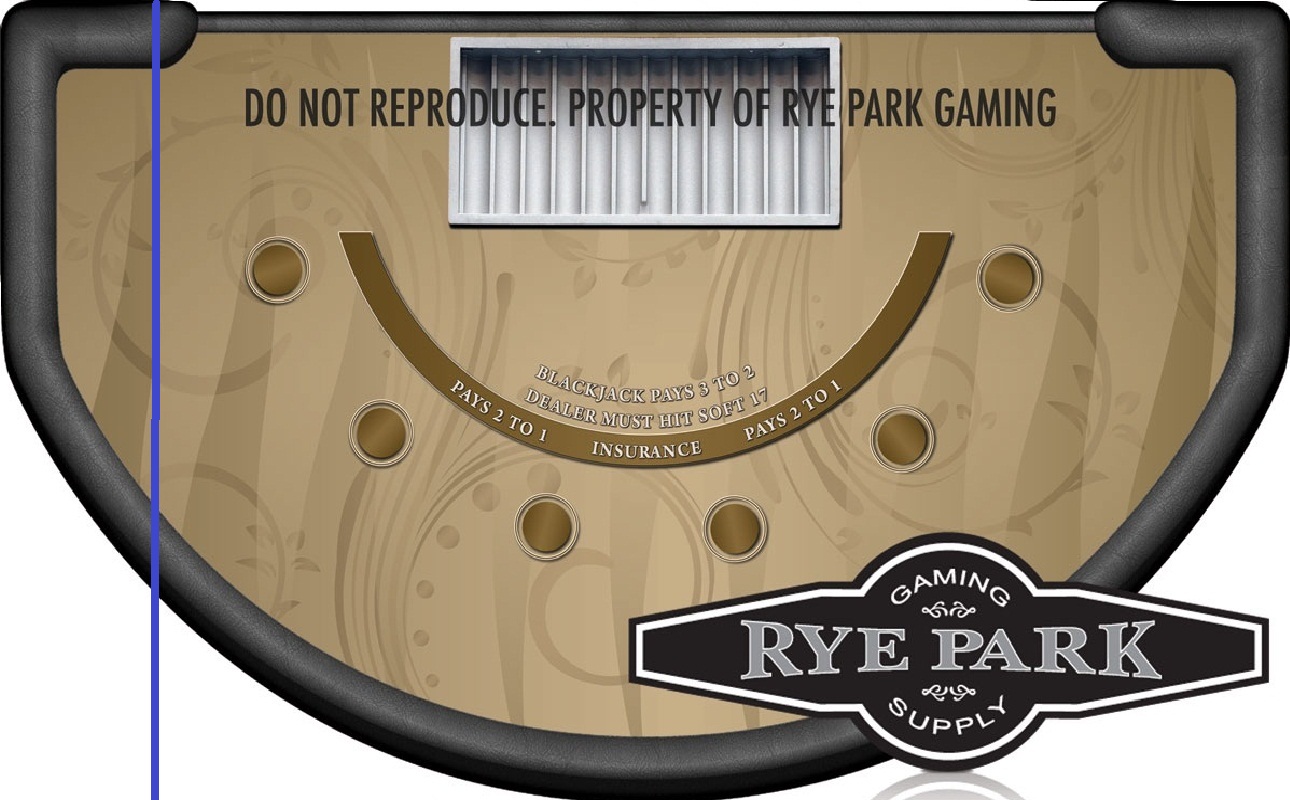 DO NOT REPRODUCE. PROPERTY OF RYE PARK GAMING
BLACKJACK PAYS 3 TO 2
DEALER MUST HIT SOFT 17
PAYS 2 TO 1 INSURANCE PAYS 2 TO 1
GAMING
RYE PARK
SUPPLY